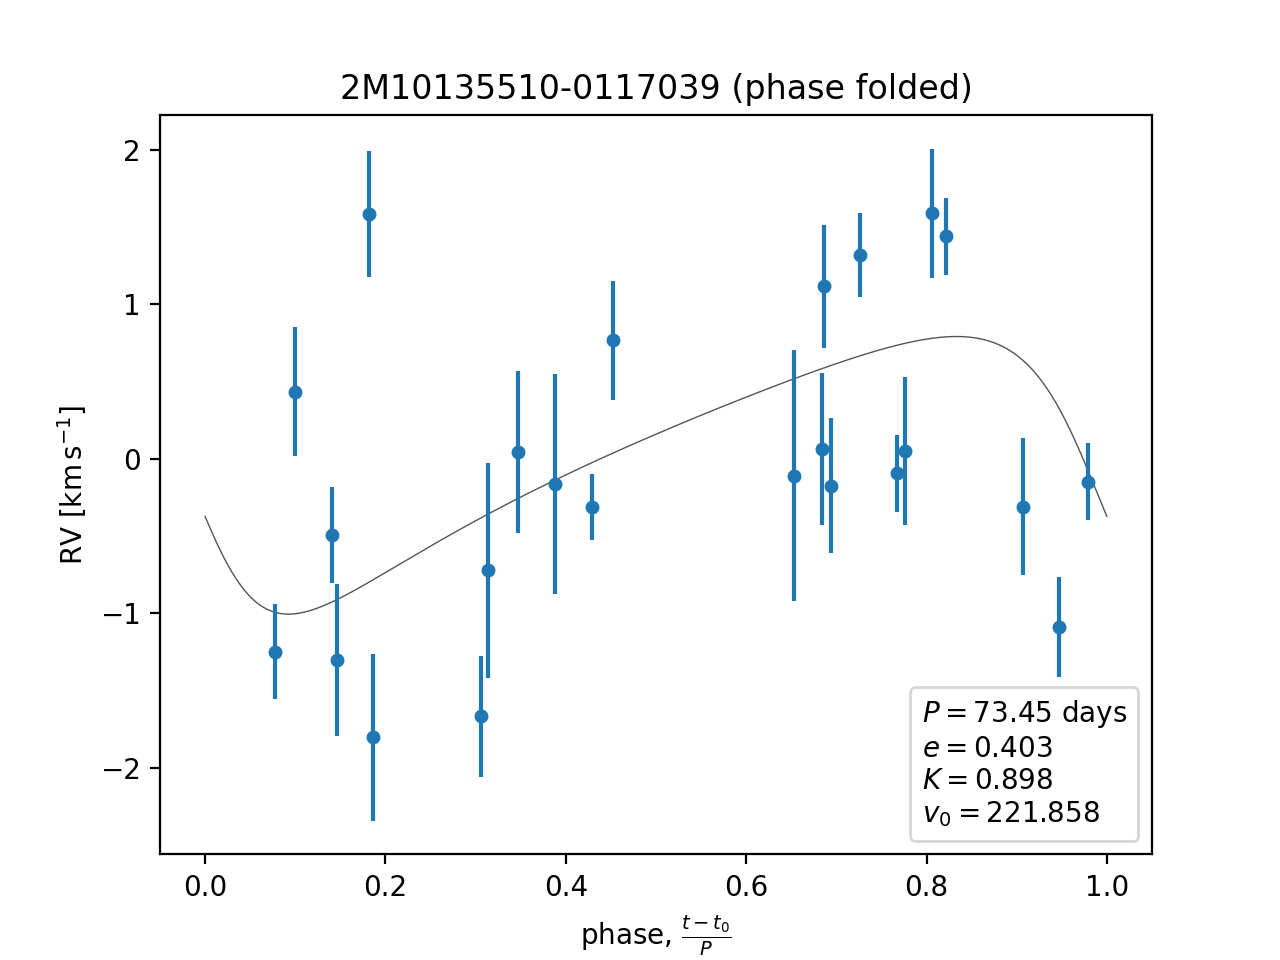 2M10135510-0117039 (phase folded)
RV [km s⁻¹]
2
1
0
−1
−2
P = 73.45 days
e = 0.403
K = 0.898
v₀ = 221.858
0.0 0.2 0.4 0.6 0.8 1.0
phase, (t − t₀)/P